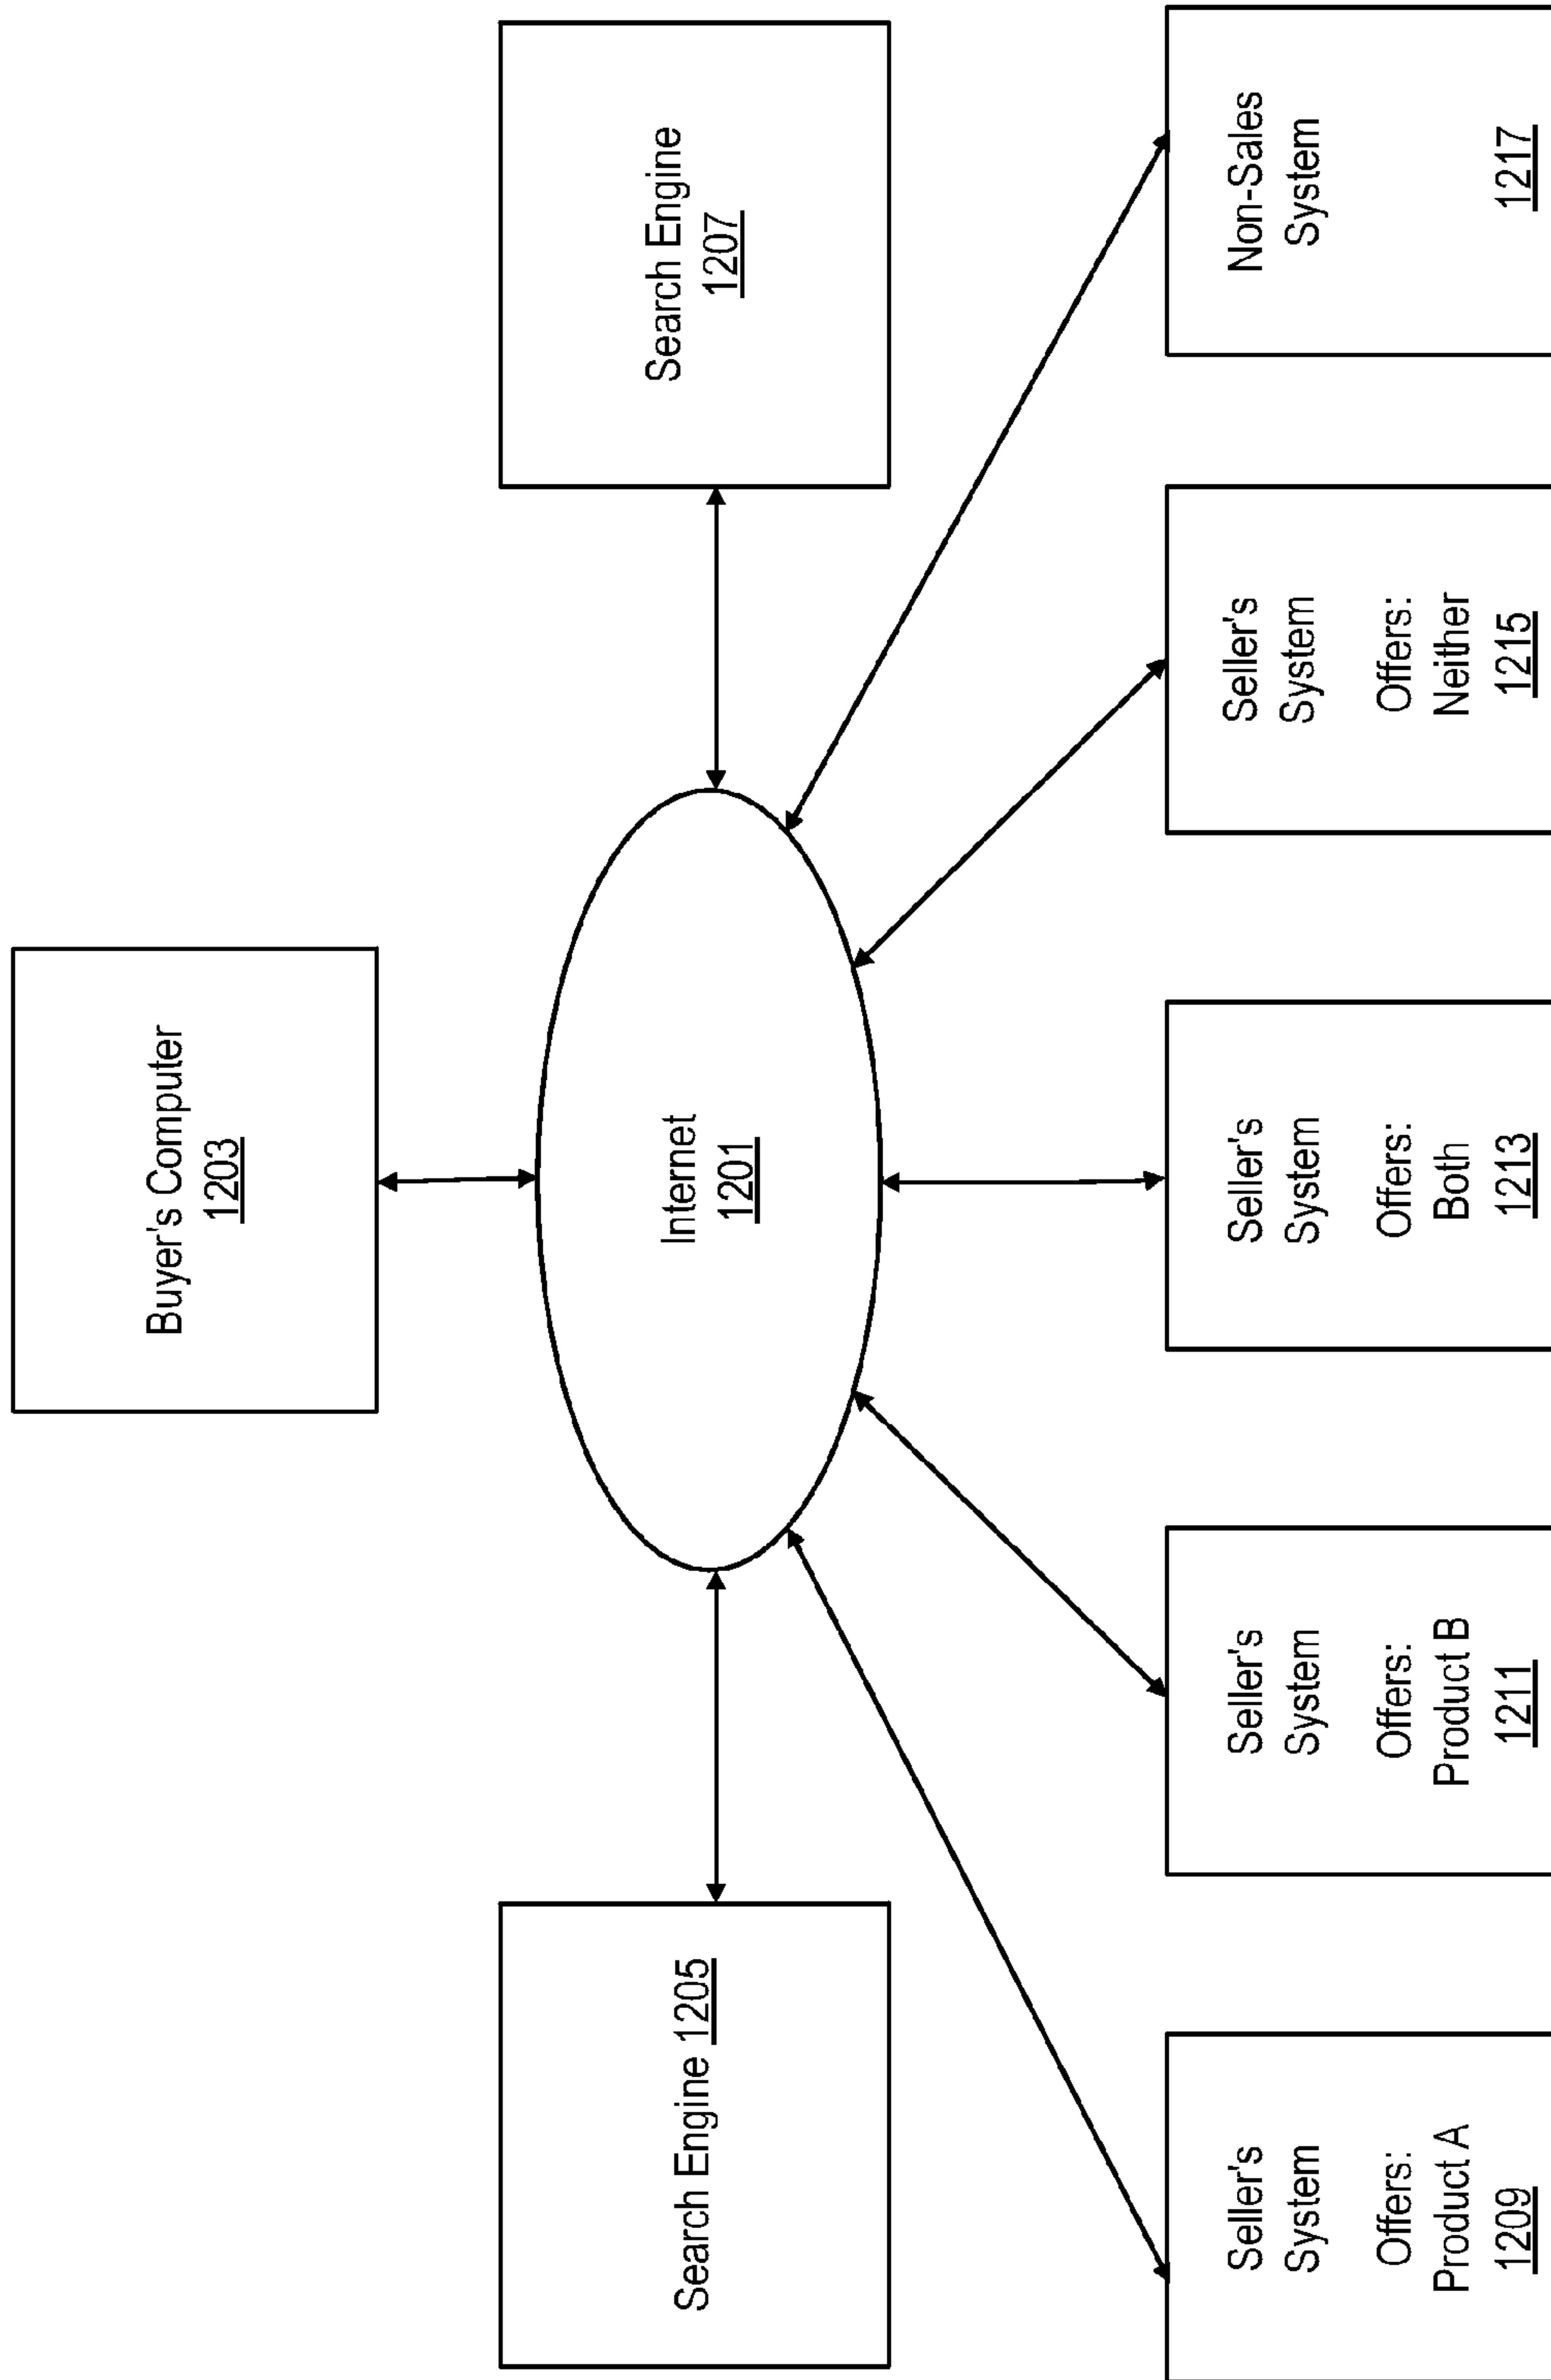 Buyer's Computer
1203
Search Engine 1205
Internet
1201
Search Engine
1207
Seller's
System
Offers:
Product A
1209
Seller's
System
Offers:
Product B
1211
Seller's
System
Offers:
Both
1213
Seller's
System
Offers:
Neither
1215
Non-Sales
System
1217